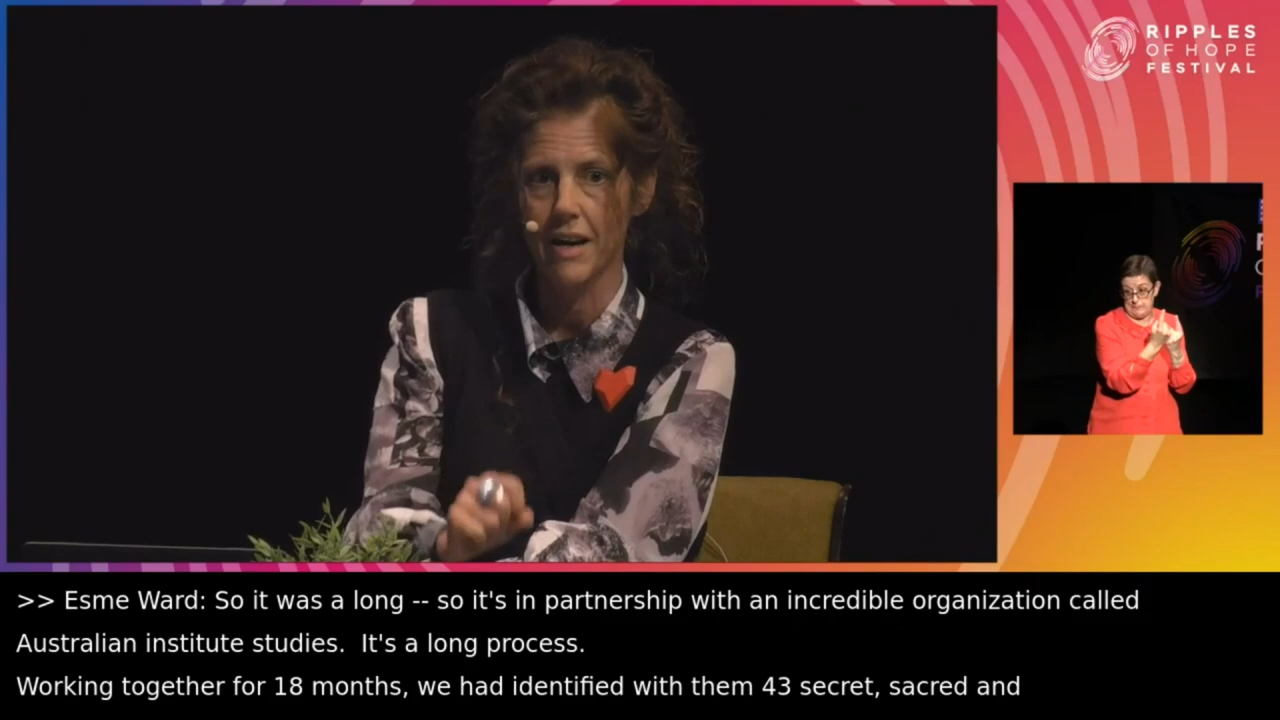 RIPPLES
OF HOPE
FESTIVAL
>> Esme Ward: So it was a long -- so it's in partnership with an incredible organization called
Australian institute studies.  It's a long process.
Working together for 18 months, we had identified with them 43 secret, sacred and